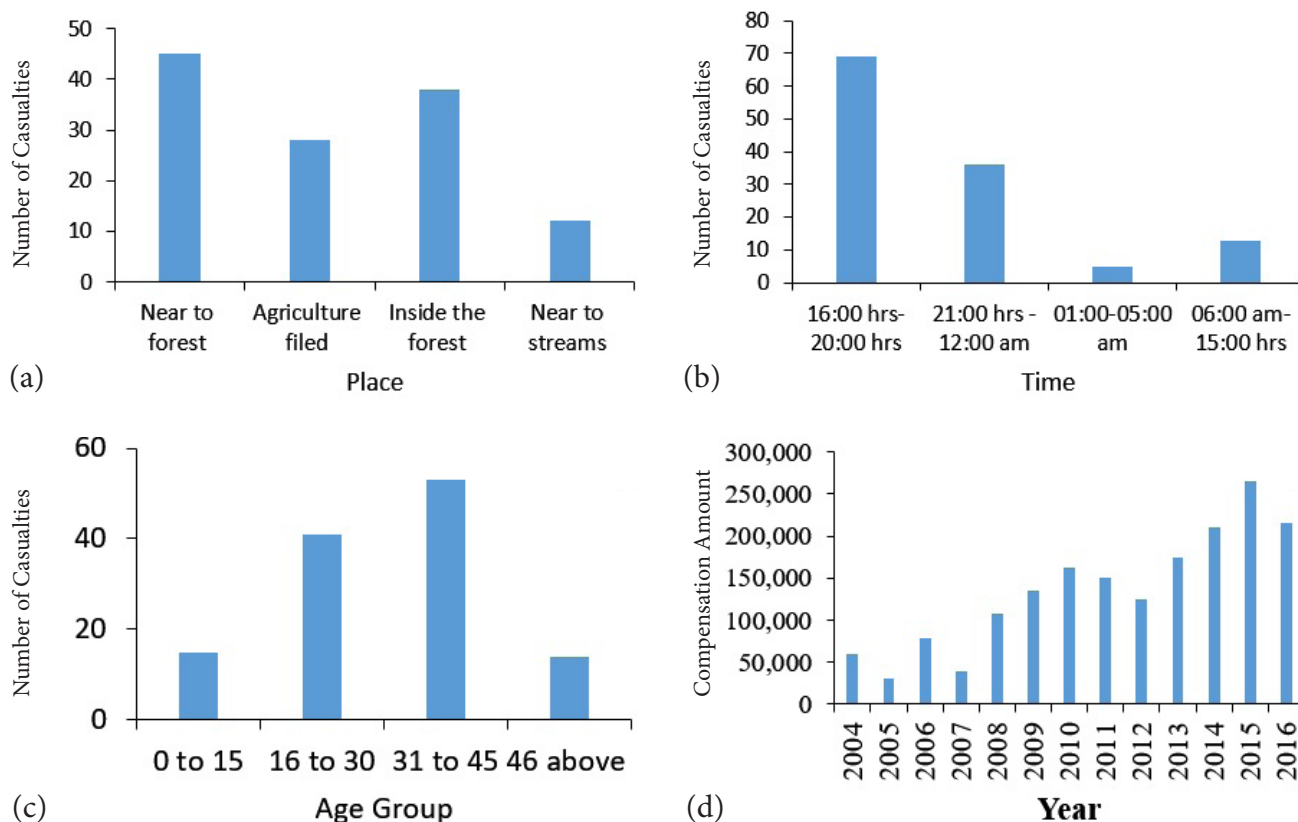 50
40
30
20
10
0
Number of Casualties
Near to
forest
Agriculture
filed
Inside the
forest
Near to
streams
Place
(a)
80
70
60
50
40
30
20
10
0
Number of Casualties
16:00 hrs-
20:00 hrs
21:00 hrs -
12:00 am
01:00-05:00
am
06:00 am-
15:00 hrs
Time
(b)
60
40
20
0
Number of Casualties
0 to 15
16 to 30
31 to 45
46 above
Age Group
(c)
300,000
250,000
200,000
150,000
100,000
50,000
0
Compensation Amount
2004
2005
2006
2007
2008
2009
2010
2011
2012
2013
2014
2015
2016
Year
(d)